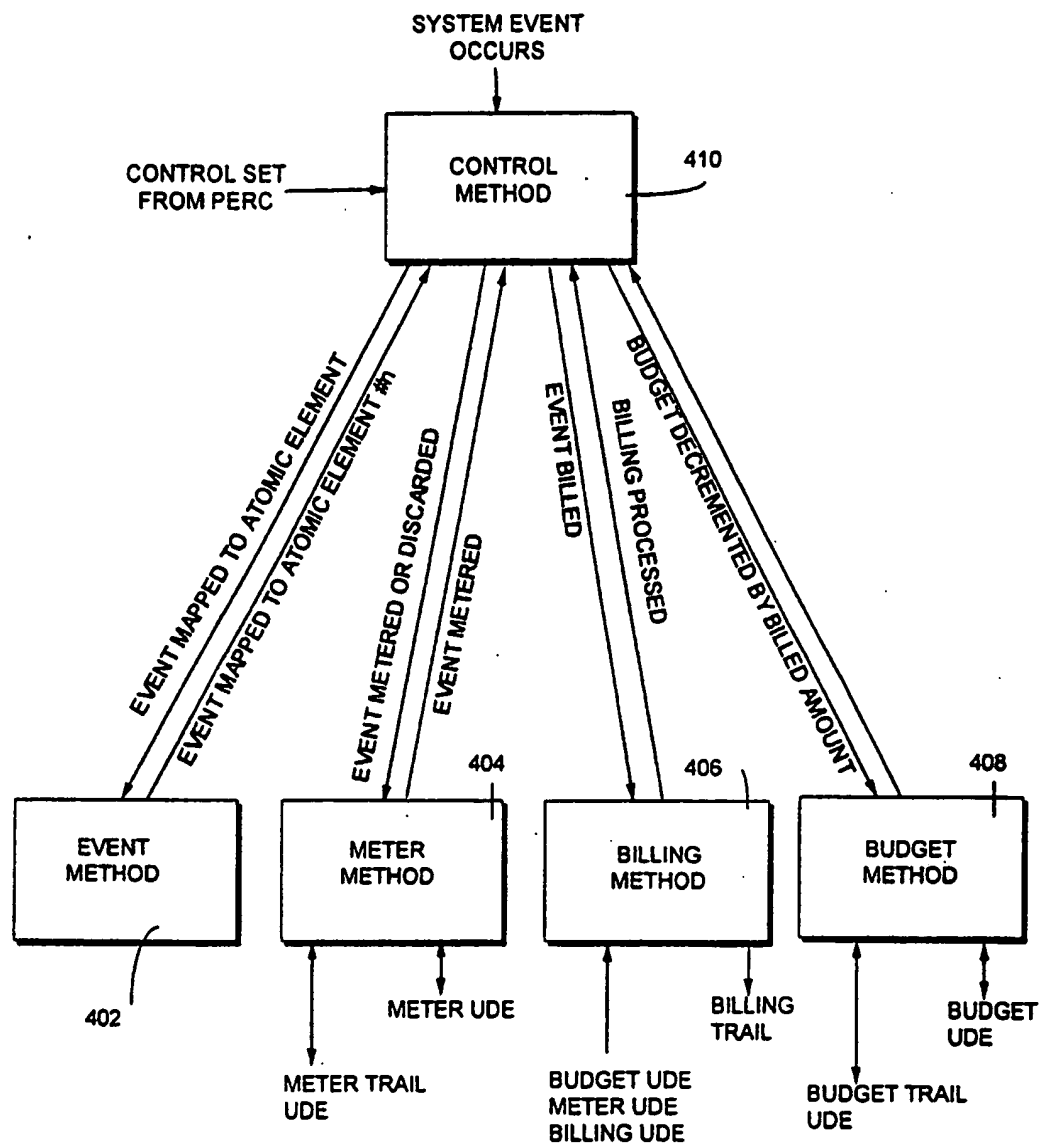 SYSTEM EVENT
OCCURS
CONTROL
METHOD
410
CONTROL SET
FROM PERC
EVENT MAPPED TO ATOMIC ELEMENT
EVENT MAPPED TO ATOMIC ELEMENT #n
EVENT METERED OR DISCARDED
EVENT METERED
EVENT BILLED
BILLING PROCESSED
BUDGET DECREMENTED BY BILLED AMOUNT
404
406
408
EVENT
METHOD
METER
METHOD
BILLING
METHOD
BUDGET
METHOD
402
METER UDE
METER TRAIL
UDE
BILLING
TRAIL
BUDGET UDE
METER UDE
BILLING UDE
BUDGET
UDE
BUDGET TRAIL
UDE